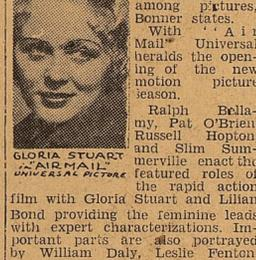 among pictures,
Bonner states.
With "Air
Mail" Universal
heralds the open-
ing of the new
motion picture
season.
Ralph Bella-
my, Pat O'Brien
Russell Hopton
and Slim Sum-
merville enact the
featured roles of
the rapid action
film with Gloria Stuart and Lilian
Bond providing the feminine leads
with expert characterizations. Im-
portant parts are also portrayed
by William Daly, Leslie Fenton,
GLORIA STUART
in "AIR MAIL"
UNIVERSAL PICTURE